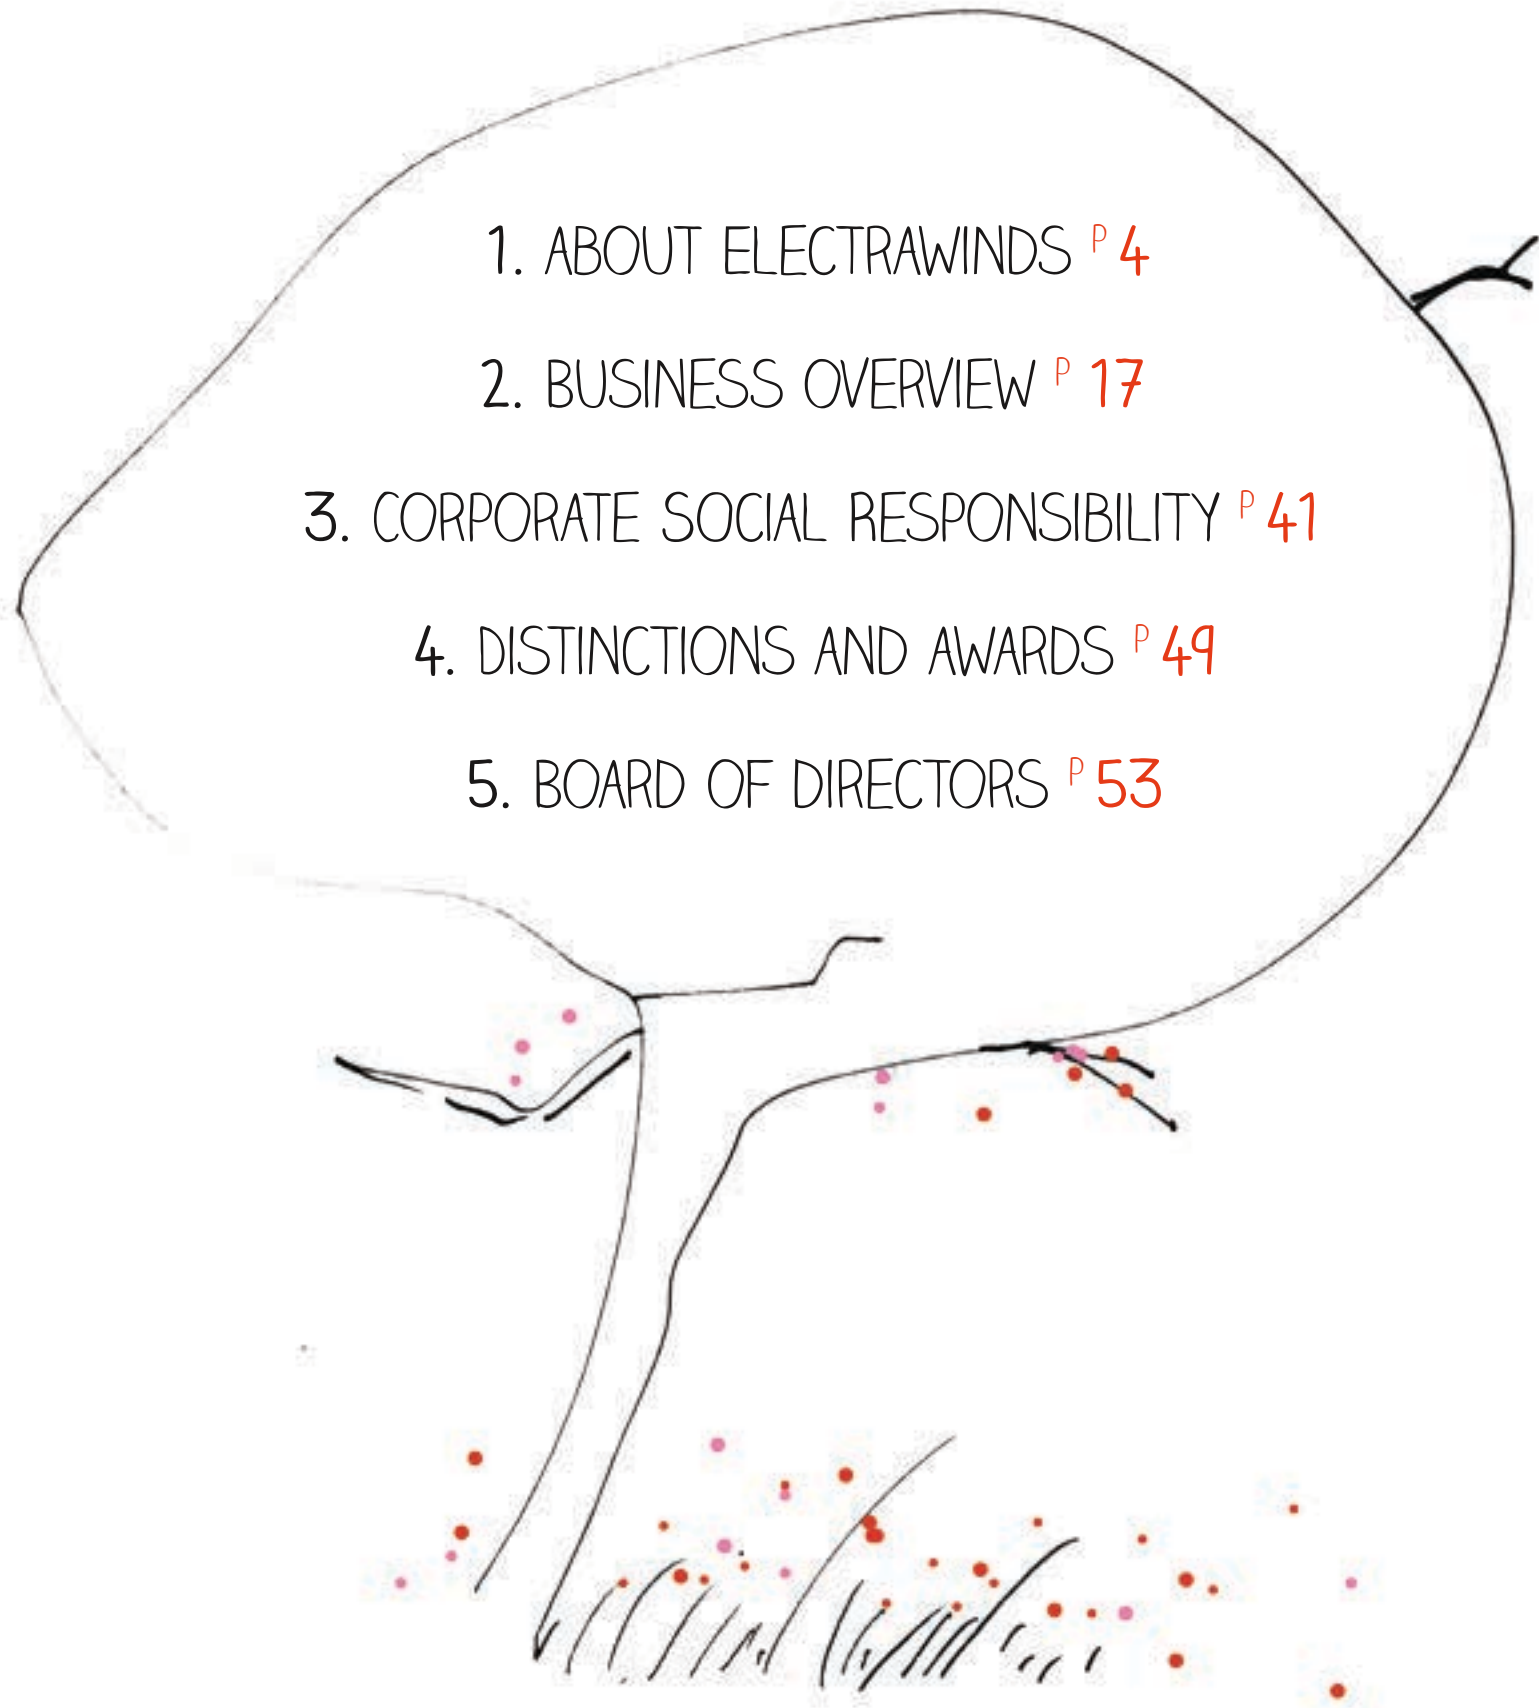 1. ABOUT ELECTRAWINDS P 4
2. BUSINESS OVERVIEW P 17
3. CORPORATE SOCIAL RESPONSIBILITY P 41
4. DISTINCTIONS AND AWARDS P 49
5. BOARD OF DIRECTORS P 53